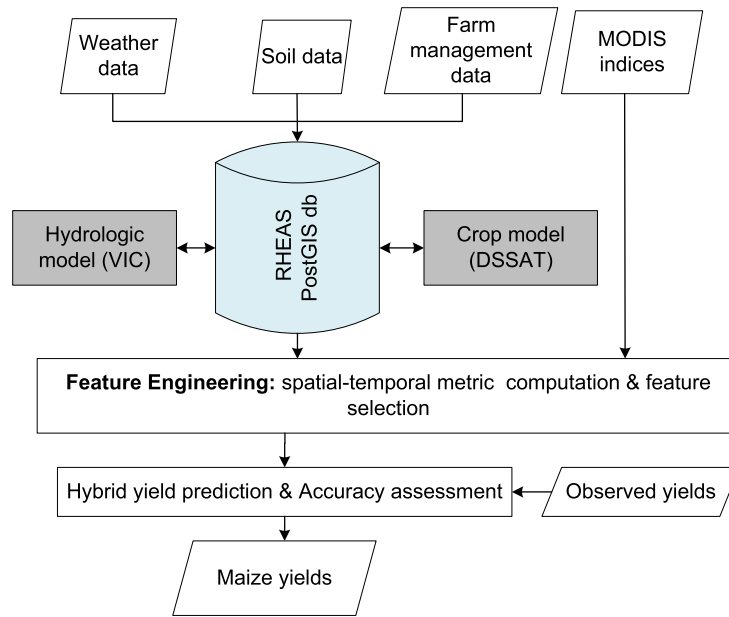 Weather
data
Soil data
Farm
management
data
MODIS
indices
Hydrologic
model (VIC)
RHEAS
PostGIS db
Crop model
(DSSAT)
Feature Engineering: spatial-temporal metric computation & feature
selection
Hybrid yield prediction & Accuracy assessment
Observed yields
Maize yields